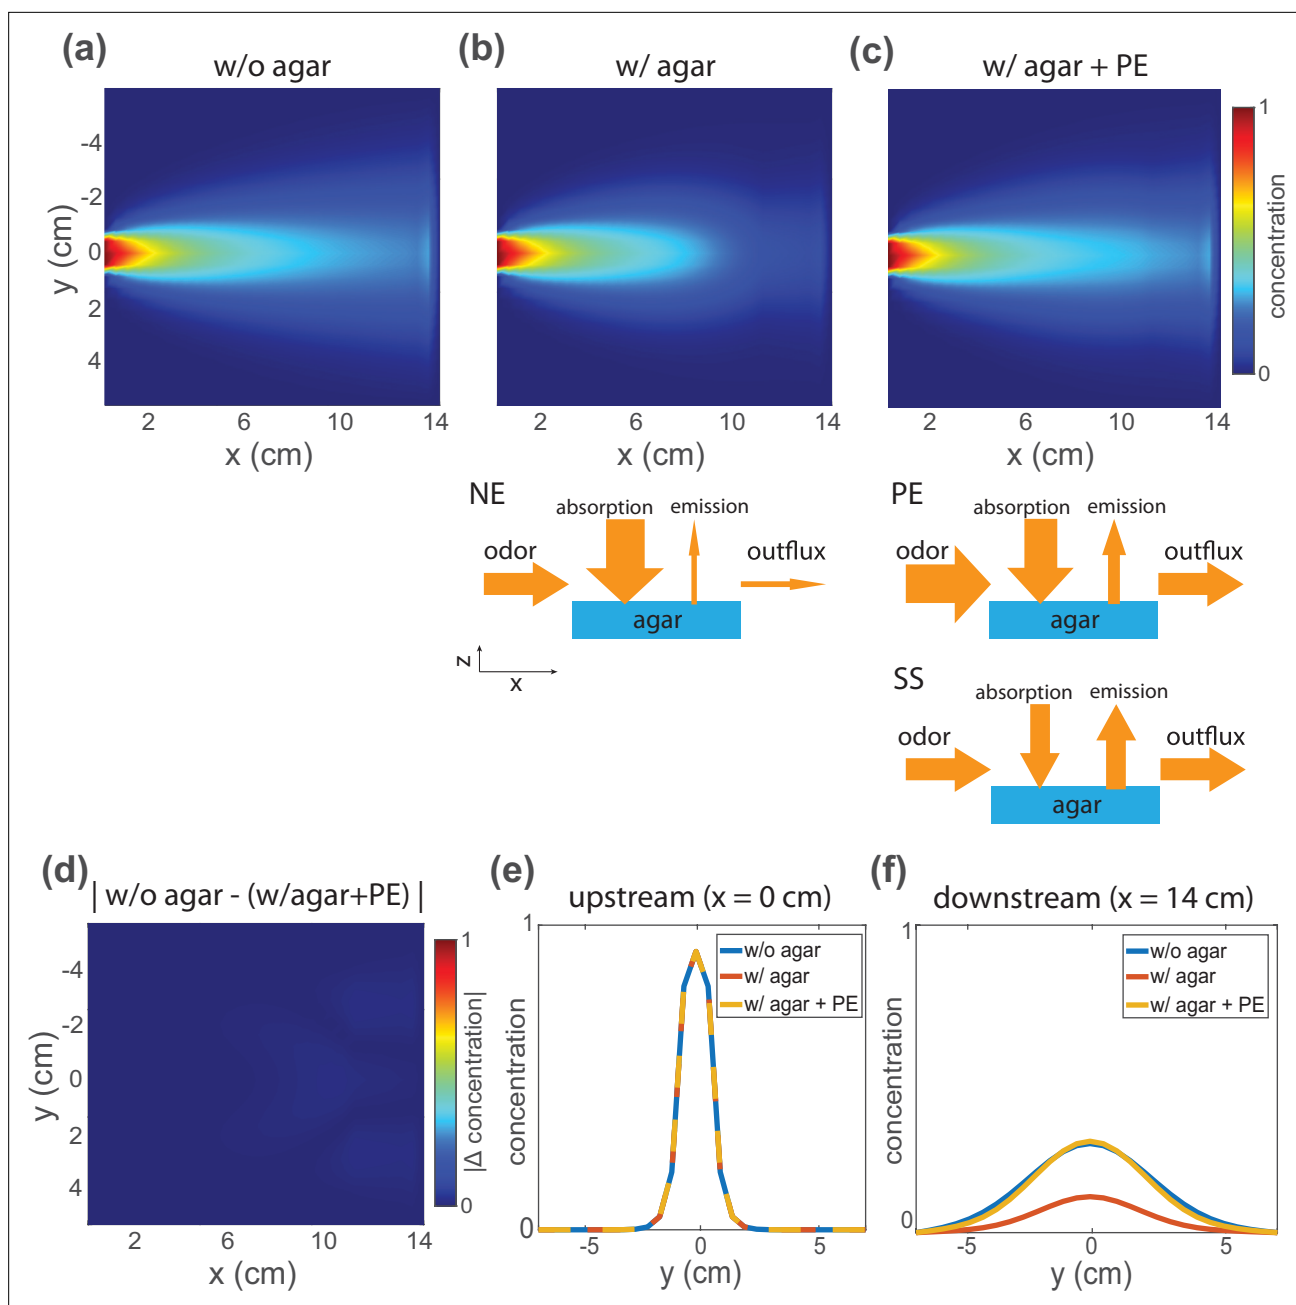 (a)
w/o agar
(b)
w/ agar
(c)
w/ agar + PE
y (cm)
-4
-2
0
2
4
2
6
10
14
x (cm)
2
6
10
14
x (cm)
2
6
10
14
x (cm)
1
0
concentration
NE
absorption
emission
odor
outflux
agar
z
x
PE
absorption
emission
odor
outflux
agar
SS
absorption
emission
odor
outflux
agar
(d)
| w/o agar - (w/agar+PE) |
y (cm)
-4
-2
0
2
4
2
6
10
14
x (cm)
1
0
|Δ concentration|
(e)
upstream (x = 0 cm)
1
0
concentration
w/o agar
w/ agar
w/ agar + PE
-5
0
5
y (cm)
(f)
downstream (x = 14 cm)
1
0
concentration
w/o agar
w/ agar
w/ agar + PE
-5
0
5
y (cm)